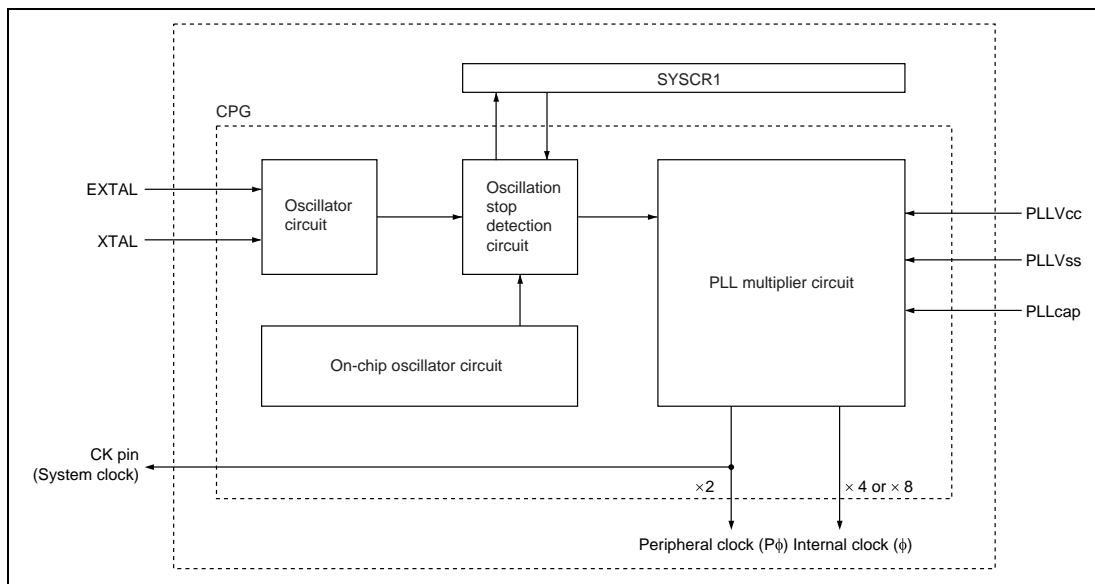 SYSCR1
CPG
EXTAL
XTAL
Oscillator
circuit
Oscillation
stop
detection
circuit
PLL multiplier circuit
PLLVcc
PLLVss
PLLcap
On-chip oscillator circuit
CK pin
(System clock)
×2
× 4 or × 8
Peripheral clock (Pϕ) Internal clock (ϕ)